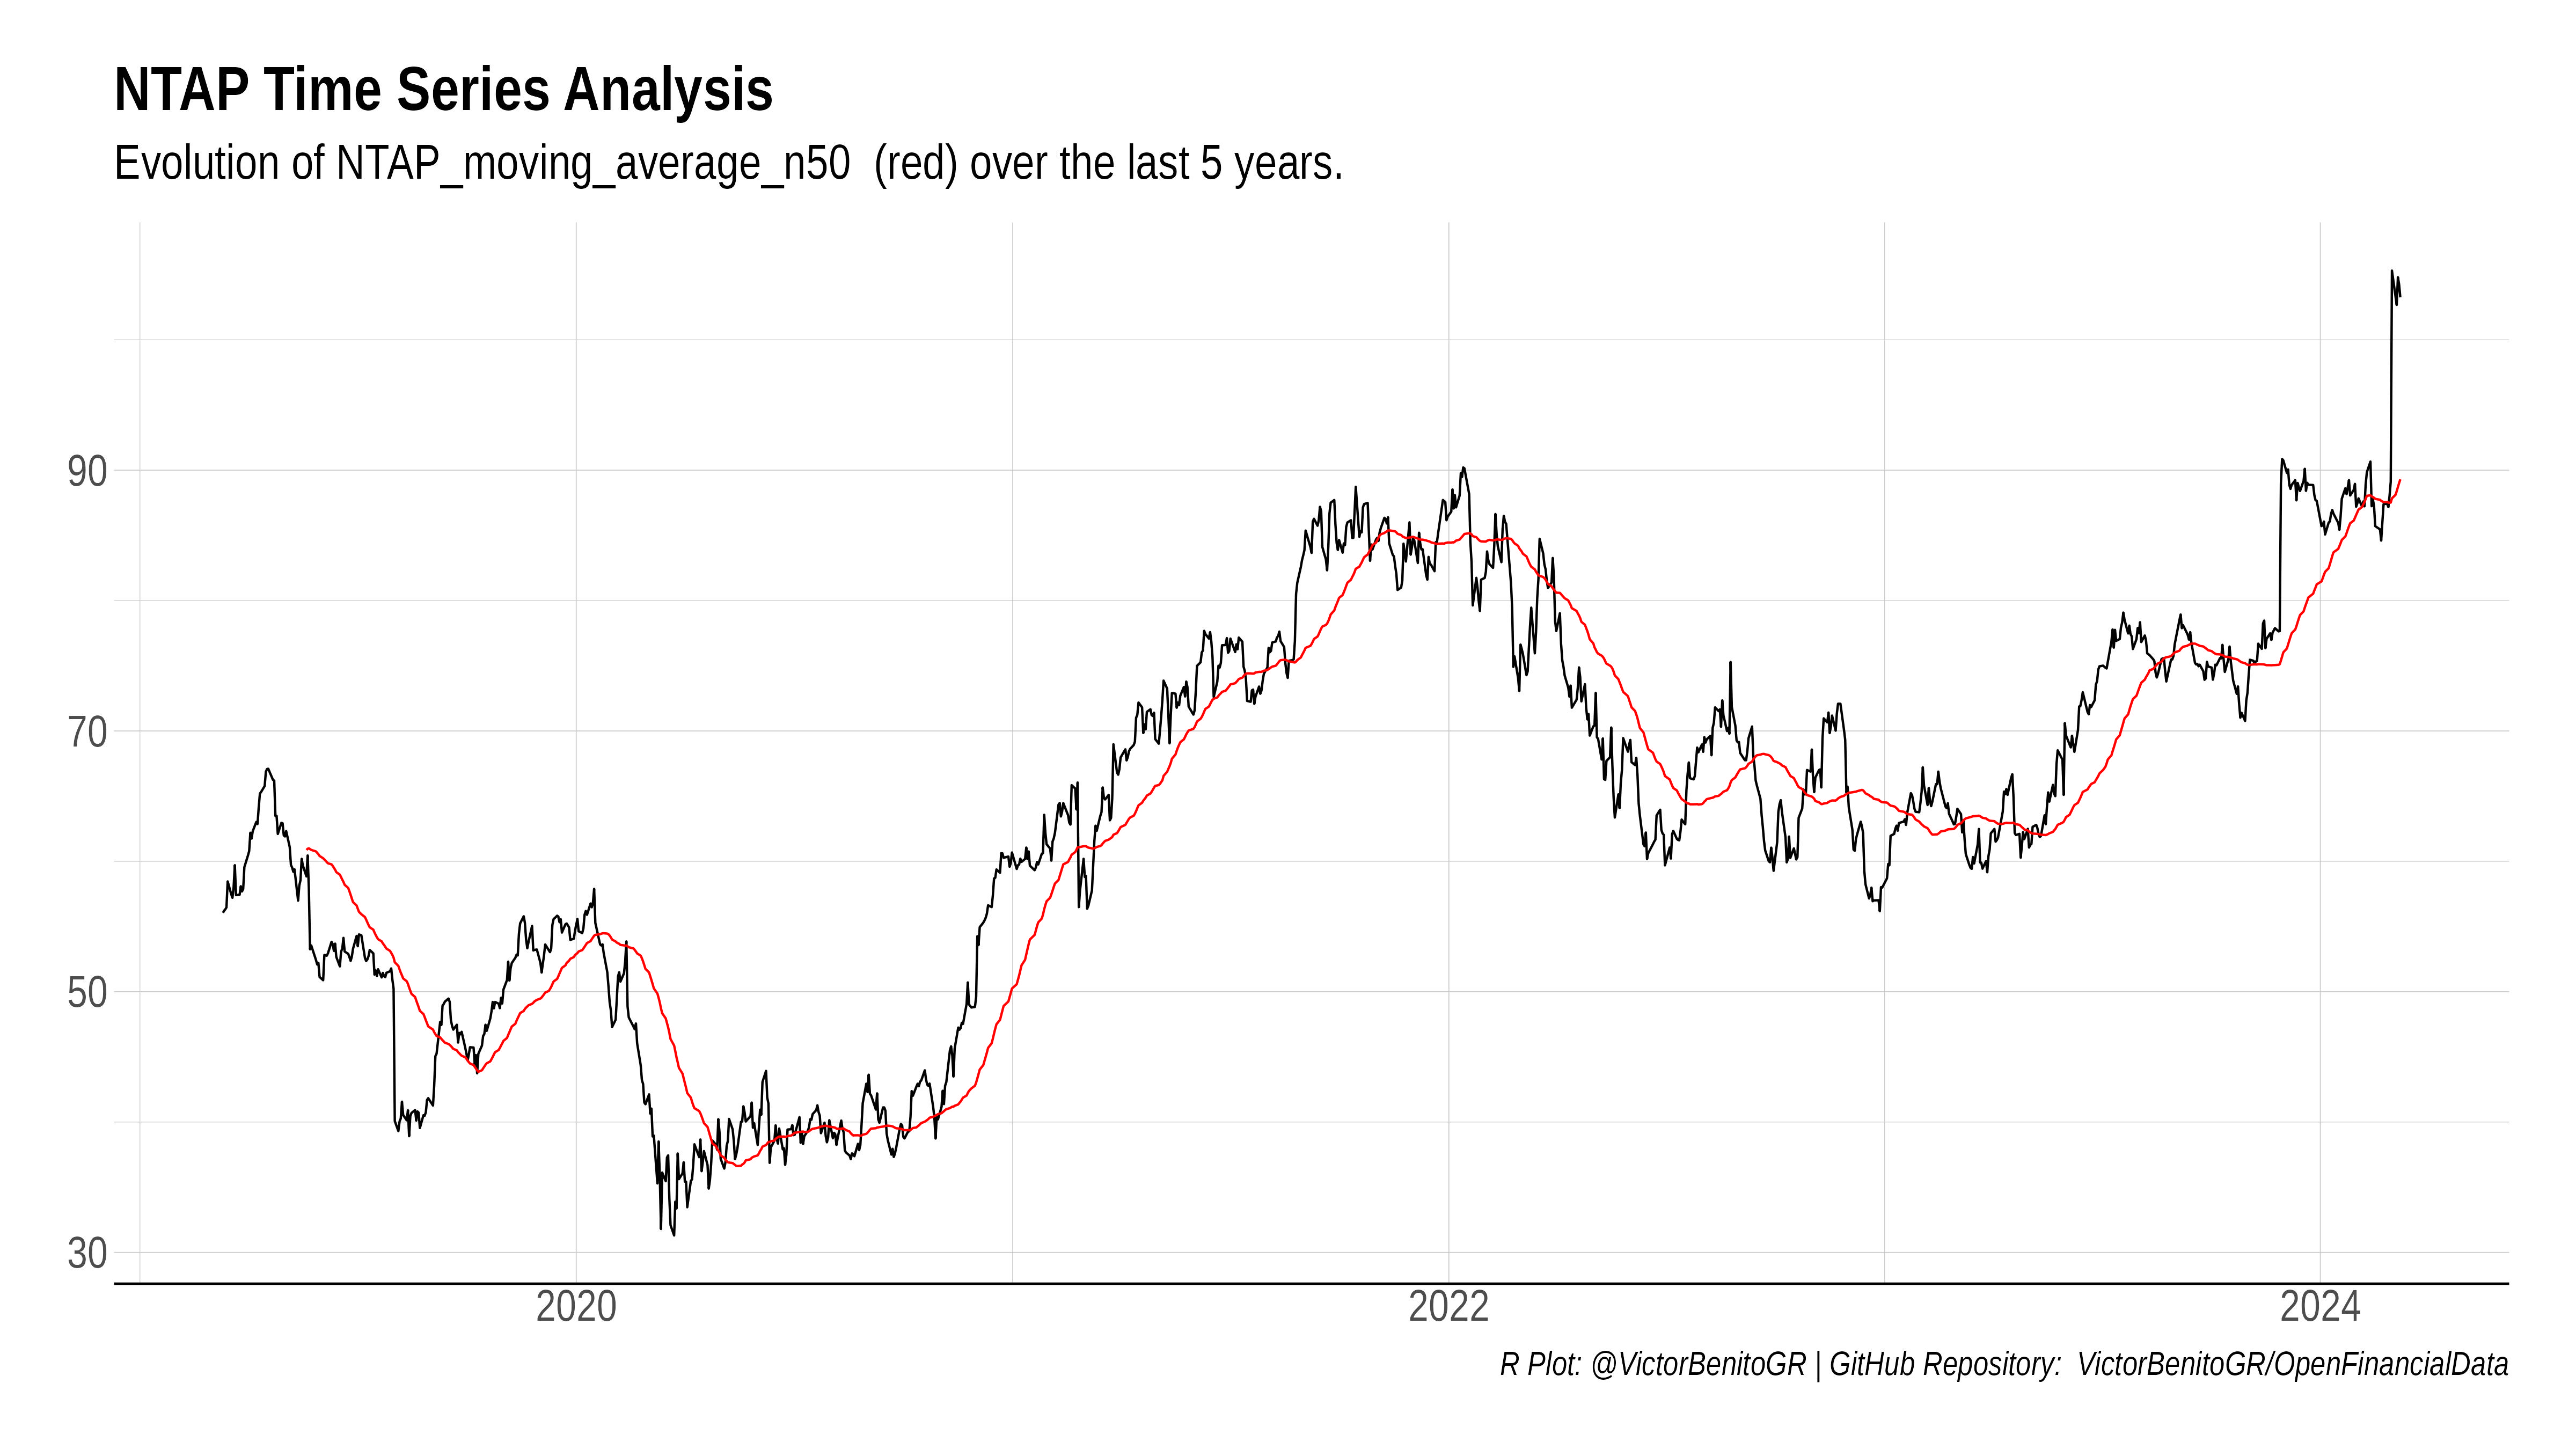 NTAP Time Series Analysis
Evolution of NTAP_moving_average_n50  (red) over the last 5 years.
90
70
50
30
2020 2022 2024
R Plot: @VictorBenitoGR | GitHub Repository:  VictorBenitoGR/OpenFinancialData